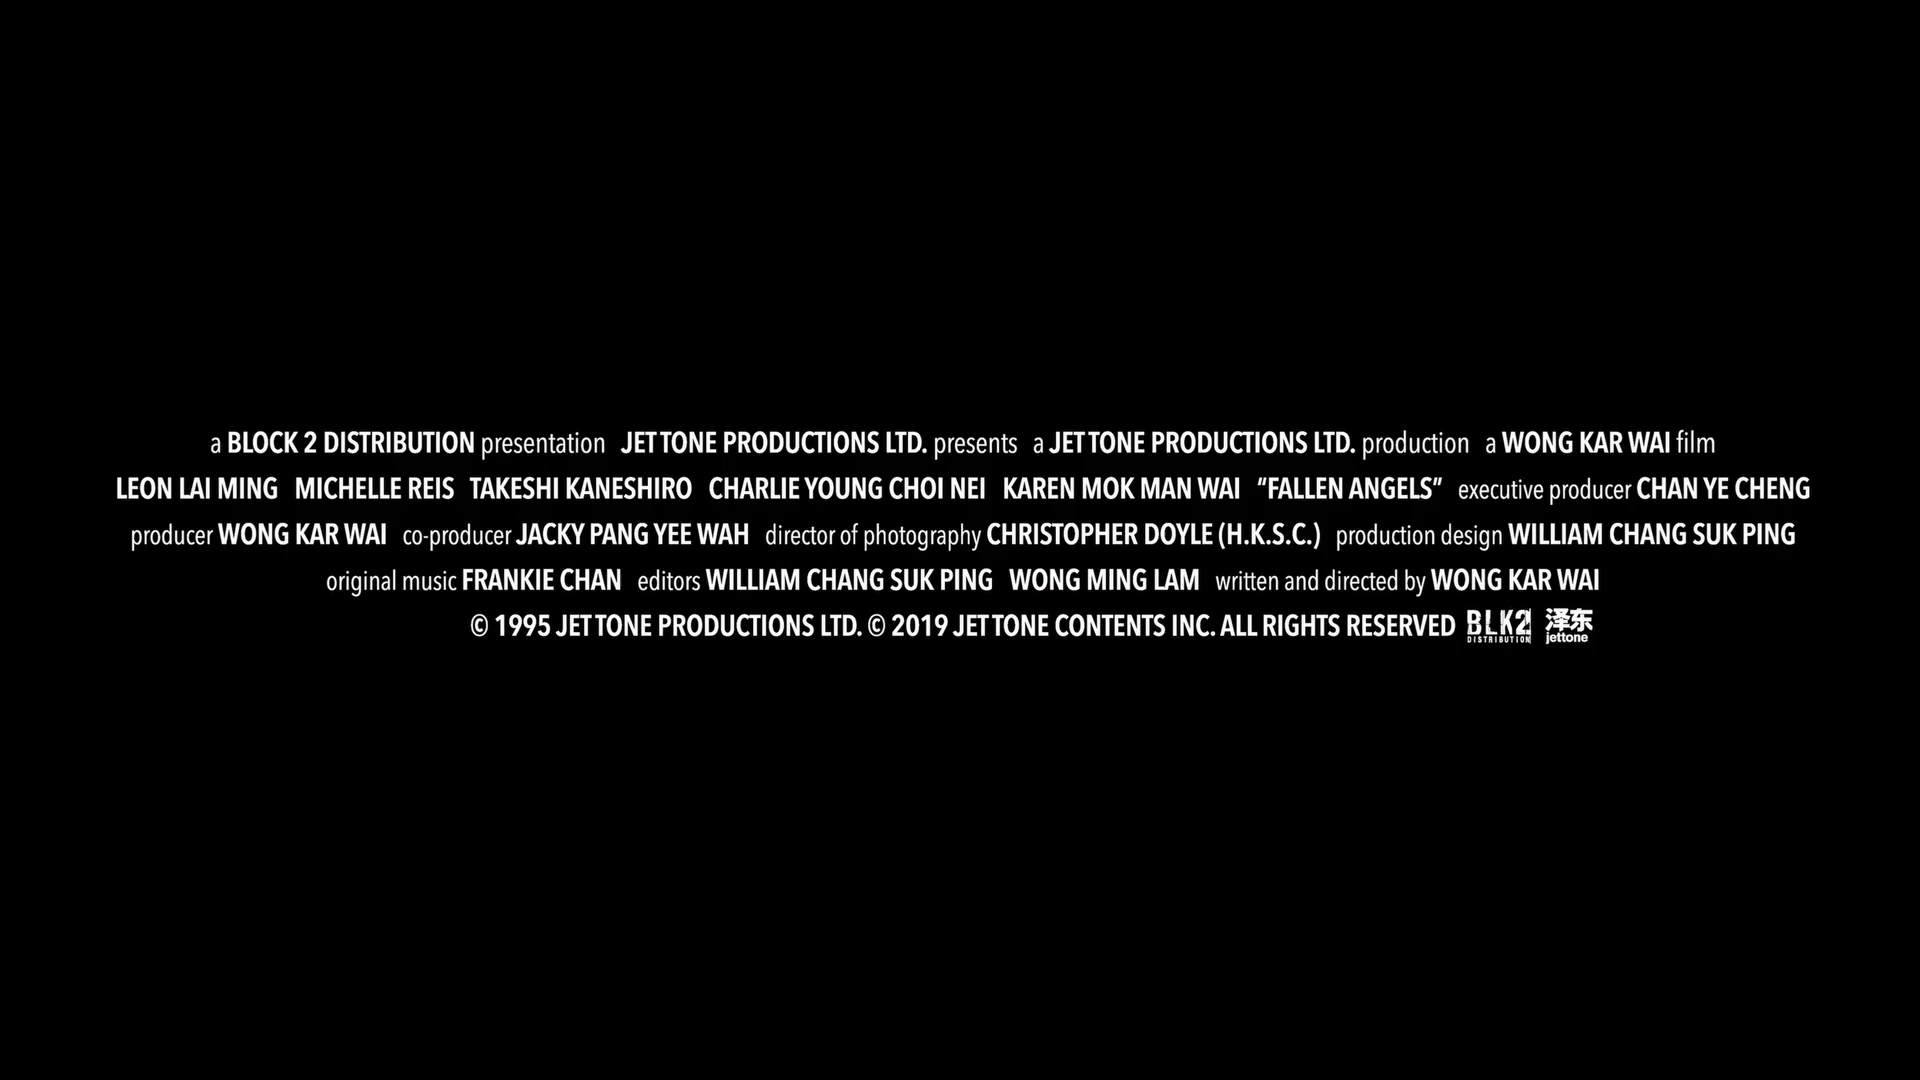 a BLOCK 2 DISTRIBUTION presentation JET TONE PRODUCTIONS LTD. presents a JET TONE PRODUCTIONS LTD. production a WONG KAR WAI film
LEON LAI MING MICHELLE REIS TAKESHI KANESHIRO CHARLIE YOUNG CHOI NEI KAREN MOK MAN WAI “FALLEN ANGELS” executive producer CHAN YE CHENG
producer WONG KAR WAI co-producer JACKY PANG YEE WAH director of photography CHRISTOPHER DOYLE (H.K.S.C.) production design WILLIAM CHANG SUK PING
original music FRANKIE CHAN editors WILLIAM CHANG SUK PING WONG MING LAM written and directed by WONG KAR WAI
© 1995 JET TONE PRODUCTIONS LTD. © 2019 JET TONE CONTENTS INC. ALL RIGHTS RESERVED BLK2 DISTRIBUTION 泽东 jettone